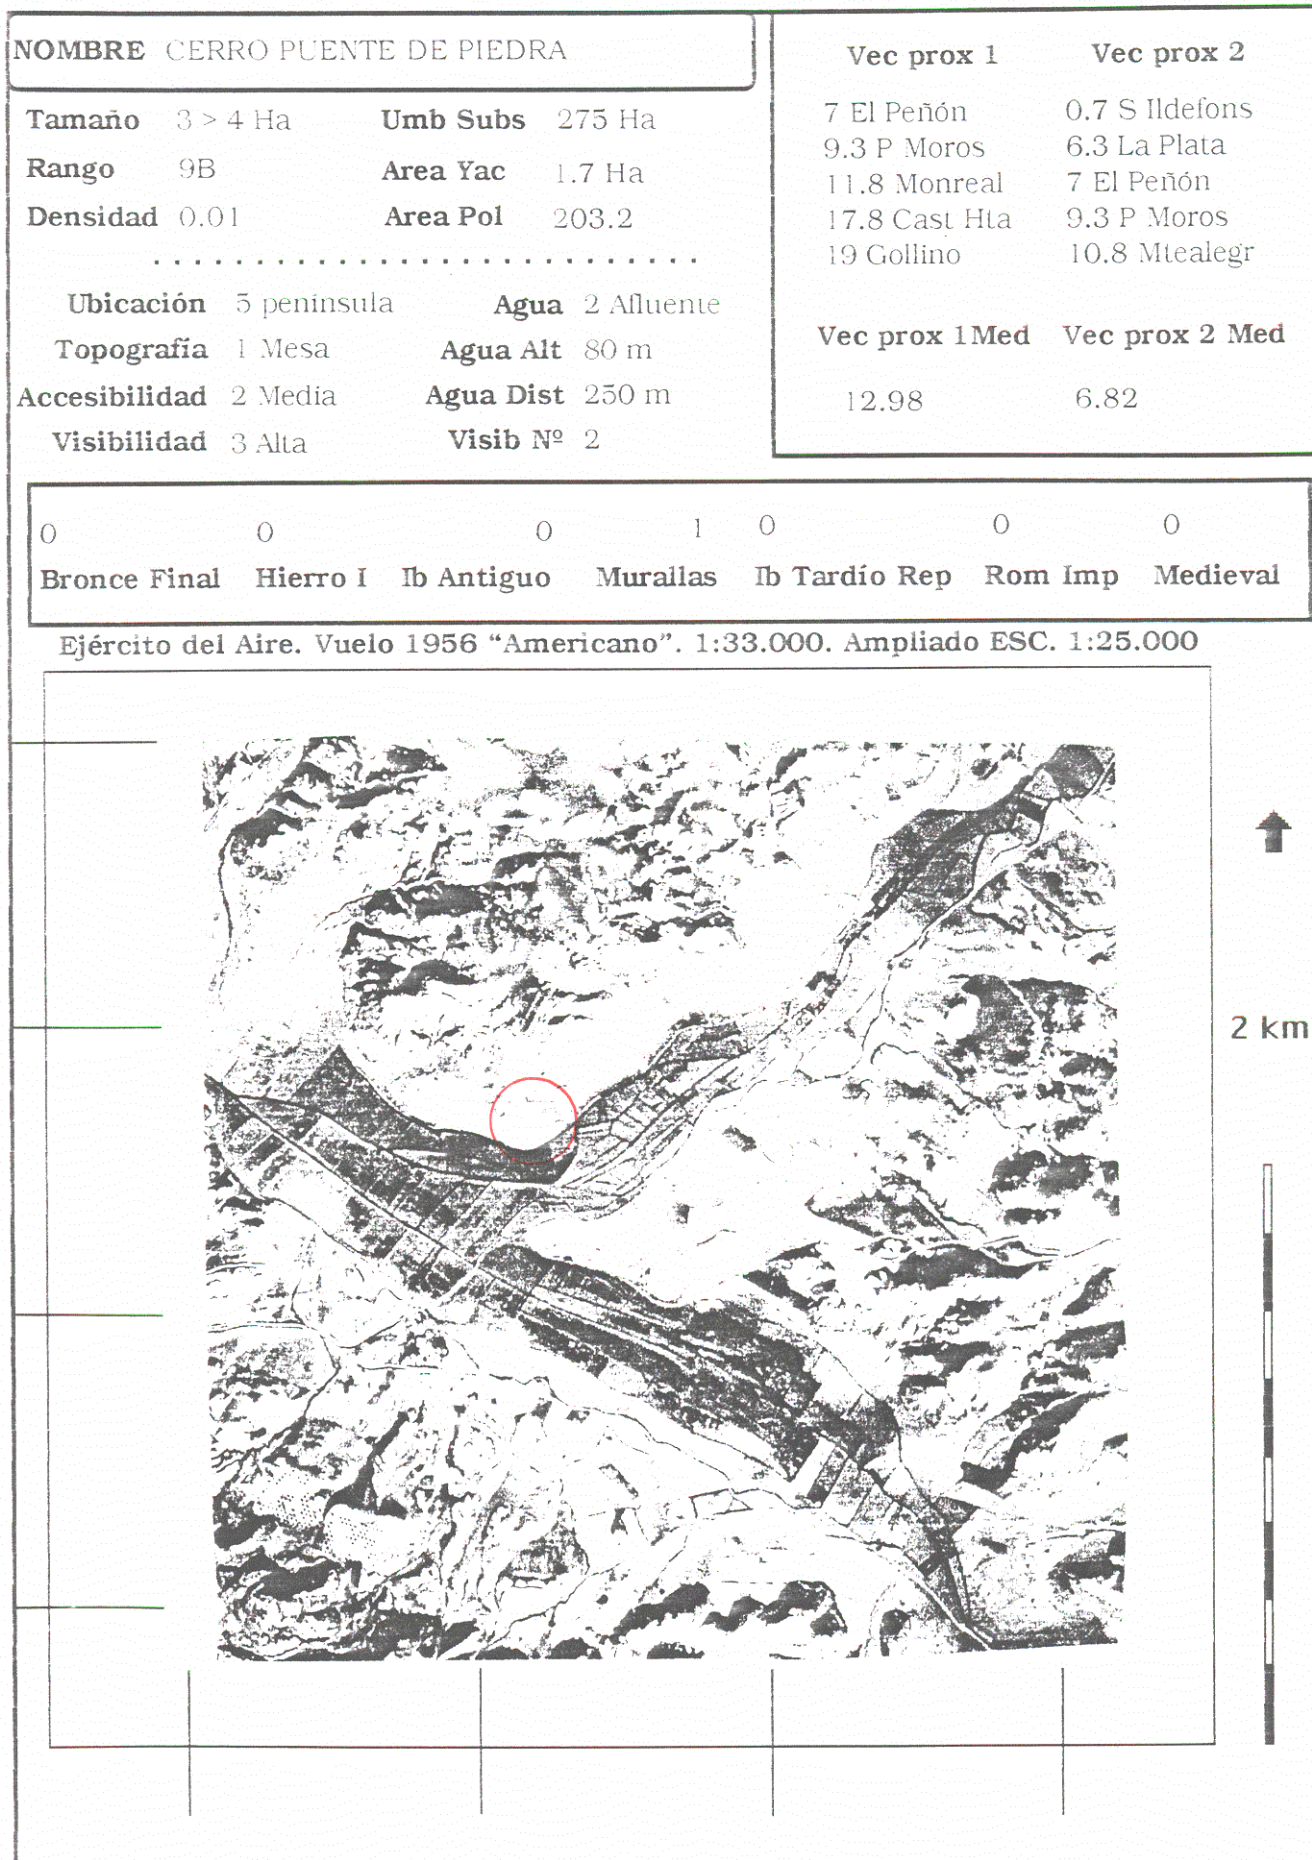 NOMBRE CERRO PUENTE DE PIEDRA
Tamaño 3 > 4 Ha Umb Subs 275 Ha
Rango 9B Area Yac 1.7 Ha
Densidad 0.01 Area Pol 203.2
Ubicación 5 península Agua 2 Afluente
Topografía 1 Mesa Agua Alt 80 m
Accesibilidad 2 Media Agua Dist 250 m
Visibilidad 3 Alta Visib Nº 2
Vec prox 1 Vec prox 2
7 El Peñón 0.7 S Ildefons
9.3 P Moros 6.3 La Plata
11.8 Monreal 7 El Peñón
17.8 Cast Hta 9.3 P Moros
19 Gollino 10.8 Mtealegr
Vec prox 1Med Vec prox 2 Med
12.98 6.82
0 0 0 1 0 0 0
Bronce Final Hierro I Ib Antiguo Murallas Ib Tardío Rep Rom Imp Medieval
Ejército del Aire. Vuelo 1956 “Americano”. 1:33.000. Ampliado ESC. 1:25.000
2 km